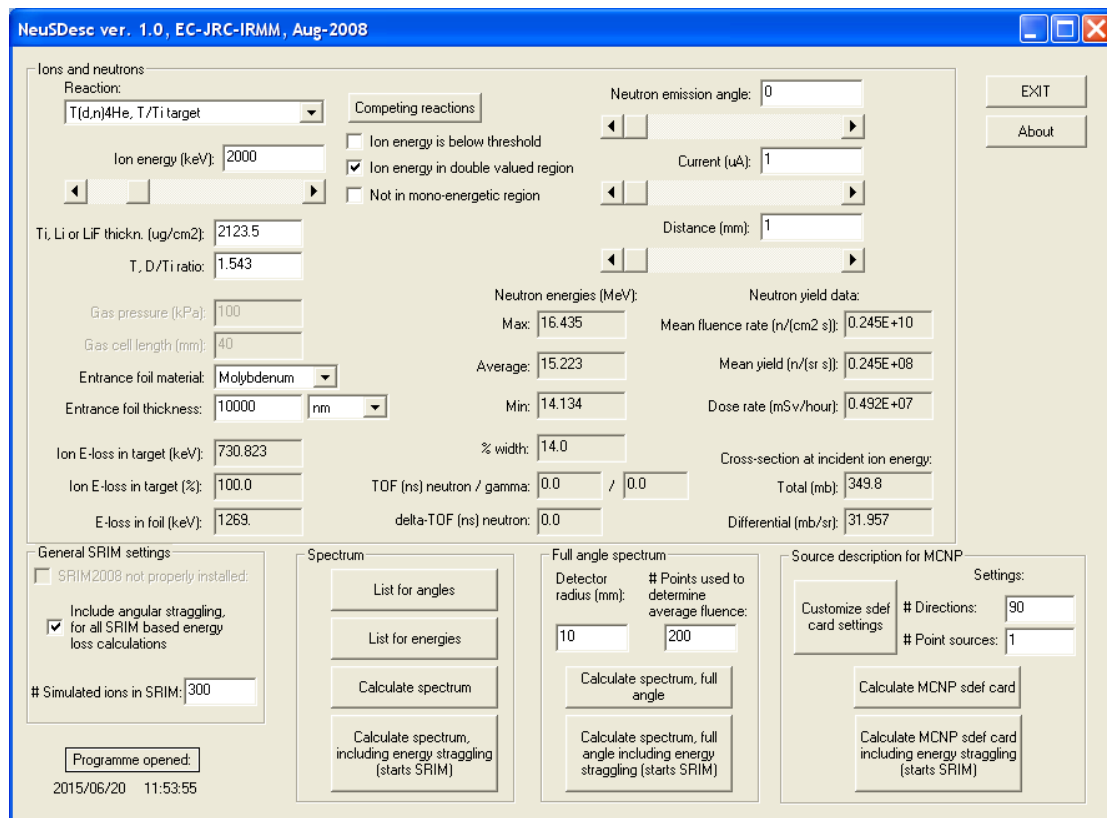 NeuSDesc ver. 1.0, EC-JRC-IRMM, Aug-2008
Ions and neutrons
Reaction:
T(d,n)4He, T/Ti target
Competing reactions
Ion energy is below threshold
Ion energy (keV): 2000
Ion energy in double valued region
Not in mono-energetic region
Neutron emission angle: 0
Current (uA): 1
Distance (mm): 1
EXIT
About
Ti, Li or LiF thickn. (ug/cm2): 2123.5
T, D/Ti ratio: 1.543
Gas pressure (kPa): 100
Gas cell length (mm): 40
Entrance foil material: Molybdenum
Entrance foil thickness: 10000 nm
Ion E-loss in target (keV): 730.823
Ion E-loss in target (%): 100.0
E-loss in foil (keV): 1269.
Neutron energies (MeV):
Max: 16.435
Average: 15.223
Min: 14.134
% width: 14.0
TOF (ns) neutron / gamma: 0.0 / 0.0
delta-TOF (ns) neutron: 0.0
Neutron yield data:
Mean fluence rate (n/(cm2 s)): 0.245E+10
Mean yield (n/(sr s)): 0.245E+08
Dose rate (mSv/hour): 0.492E+07
Cross-section at incident ion energy:
Total (mb): 349.8
Differential (mb/sr): 31.957
General SRIM settings
SRIM2008 not properly installed:
Include angular straggling,
for all SRIM based energy
loss calculations
# Simulated ions in SRIM: 300
Programme opened:
2015/06/20 11:53:55
Spectrum
List for angles
List for energies
Calculate spectrum
Calculate spectrum,
including energy straggling
(starts SRIM)
Full angle spectrum
Detector
radius (mm):
10
# Points used to
determine
average fluence:
200
Calculate spectrum, full
angle
Calculate spectrum, full
angle including energy
straggling (starts SRIM)
Source description for MCNP
Settings:
Customize sdef
card settings
# Directions: 90
# Point sources: 1
Calculate MCNP sdef card
Calculate MCNP sdef card
including energy straggling
(starts SRIM)